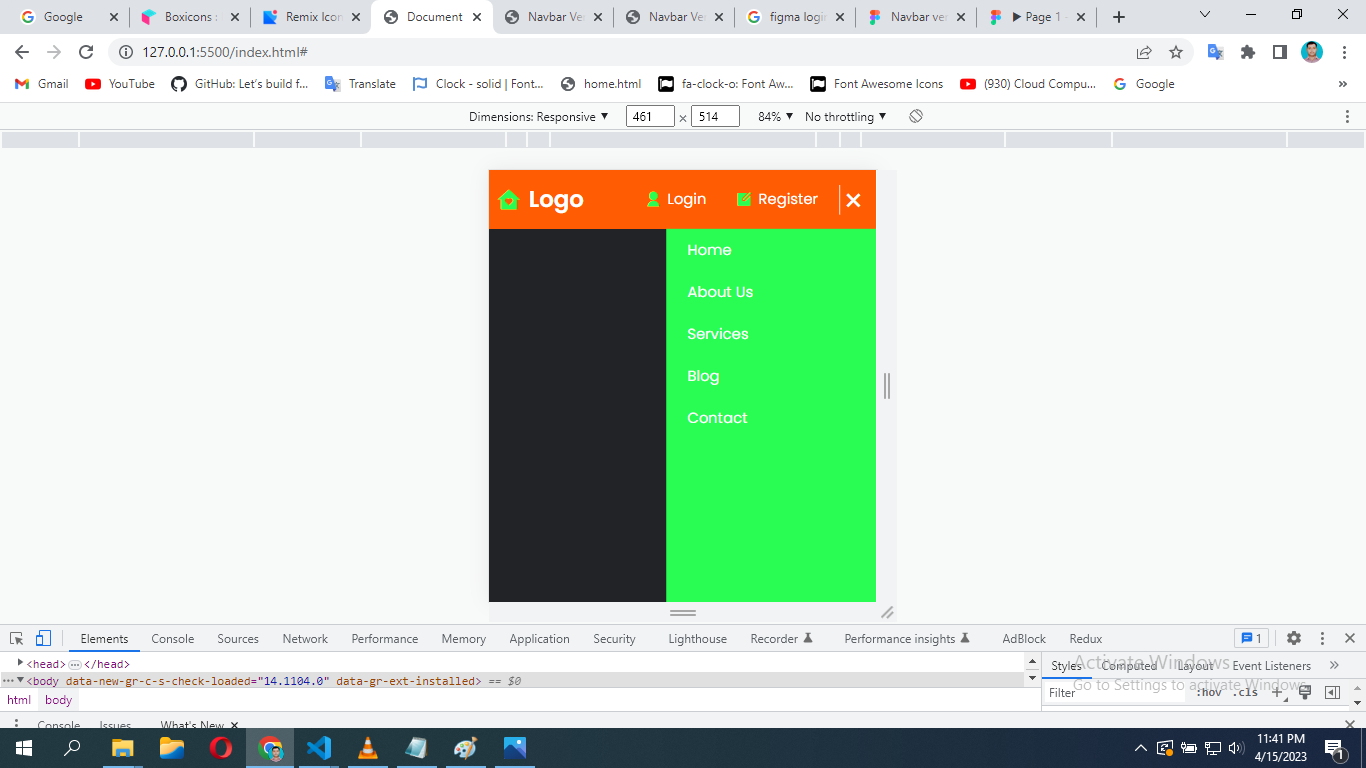 Google
Boxicons :
Remix Icon
Document
Navbar Ver
Navbar Ver
figma login
Navbar ver
▶ Page 1 -
127.0.0.1:5500/index.html#
Gmail
YouTube
GitHub: Let's build f...
Translate
Clock - solid | Font...
home.html
fa-clock-o: Font Aw...
Font Awesome Icons
(930) Cloud Compu...
Google
»
Dimensions: Responsive ▼ 461 × 514 84% ▼ No throttling ▼
Logo Login Register
Home
About Us
Services
Blog
Contact
Elements Console Sources Network Performance Memory Application Security Lighthouse Recorder Performance insights AdBlock Redux 1
<head>…</head>
<body data-new-gr-c-s-check-loaded="14.1104.0" data-gr-ext-installed> == $0
html body
Styles Computed Layout Event Listeners »
Filter :hov .cls
Activate Windows
Go to Settings to activate Windows.
Console Issues What's New
11:41 PM
4/15/2023
1